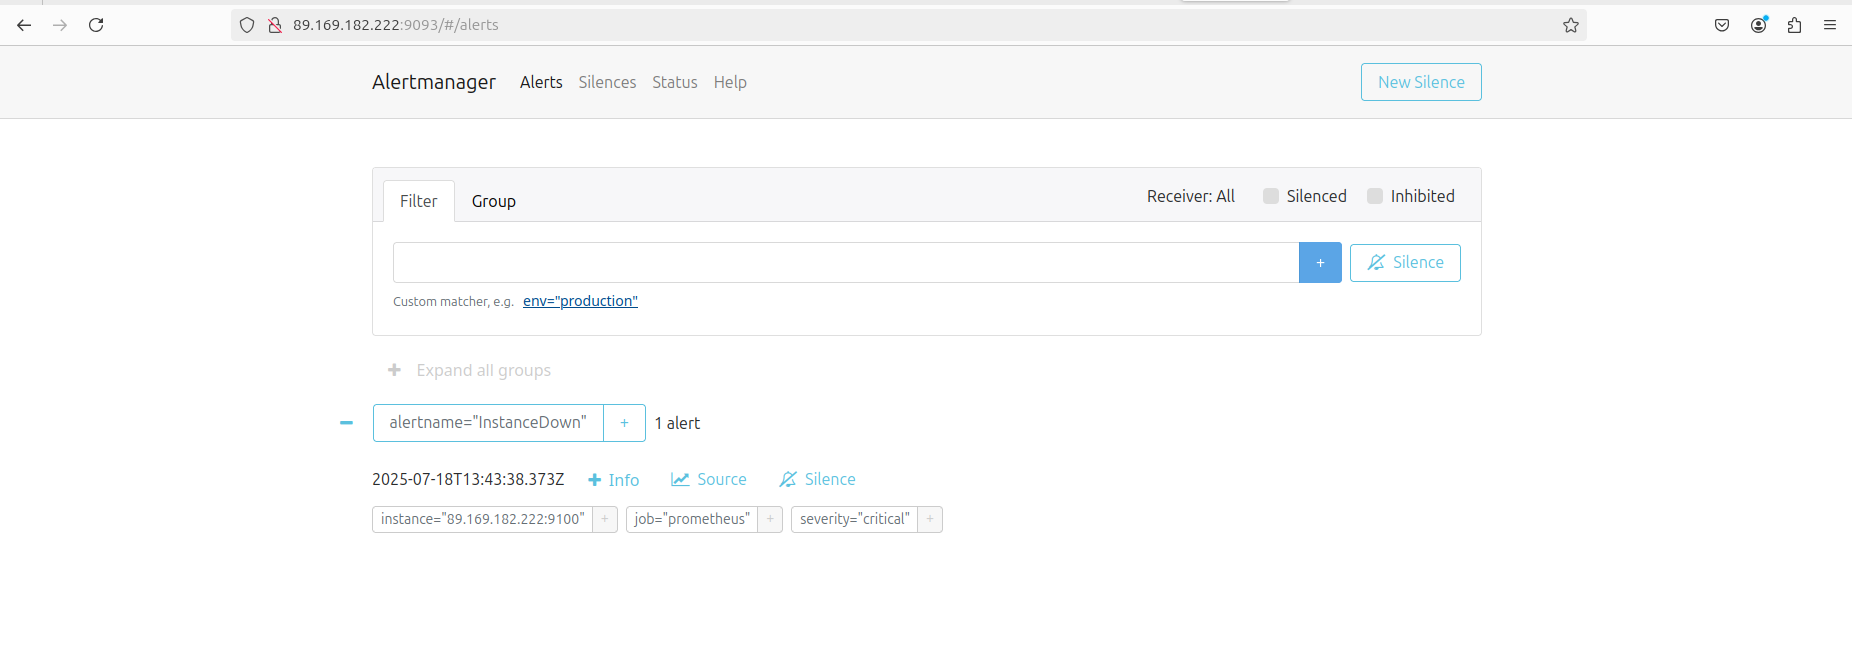 89.169.182.222:9093/#/alerts
Alertmanager Alerts Silences Status Help New Silence
Filter Group Receiver: All Silenced Inhibited
+ Silence
Custom matcher, e.g. env="production"
+ Expand all groups
alertname="InstanceDown" + 1 alert
2025-07-18T13:43:38.373Z + Info Source Silence
instance="89.169.182.222:9100" + job="prometheus" + severity="critical" +